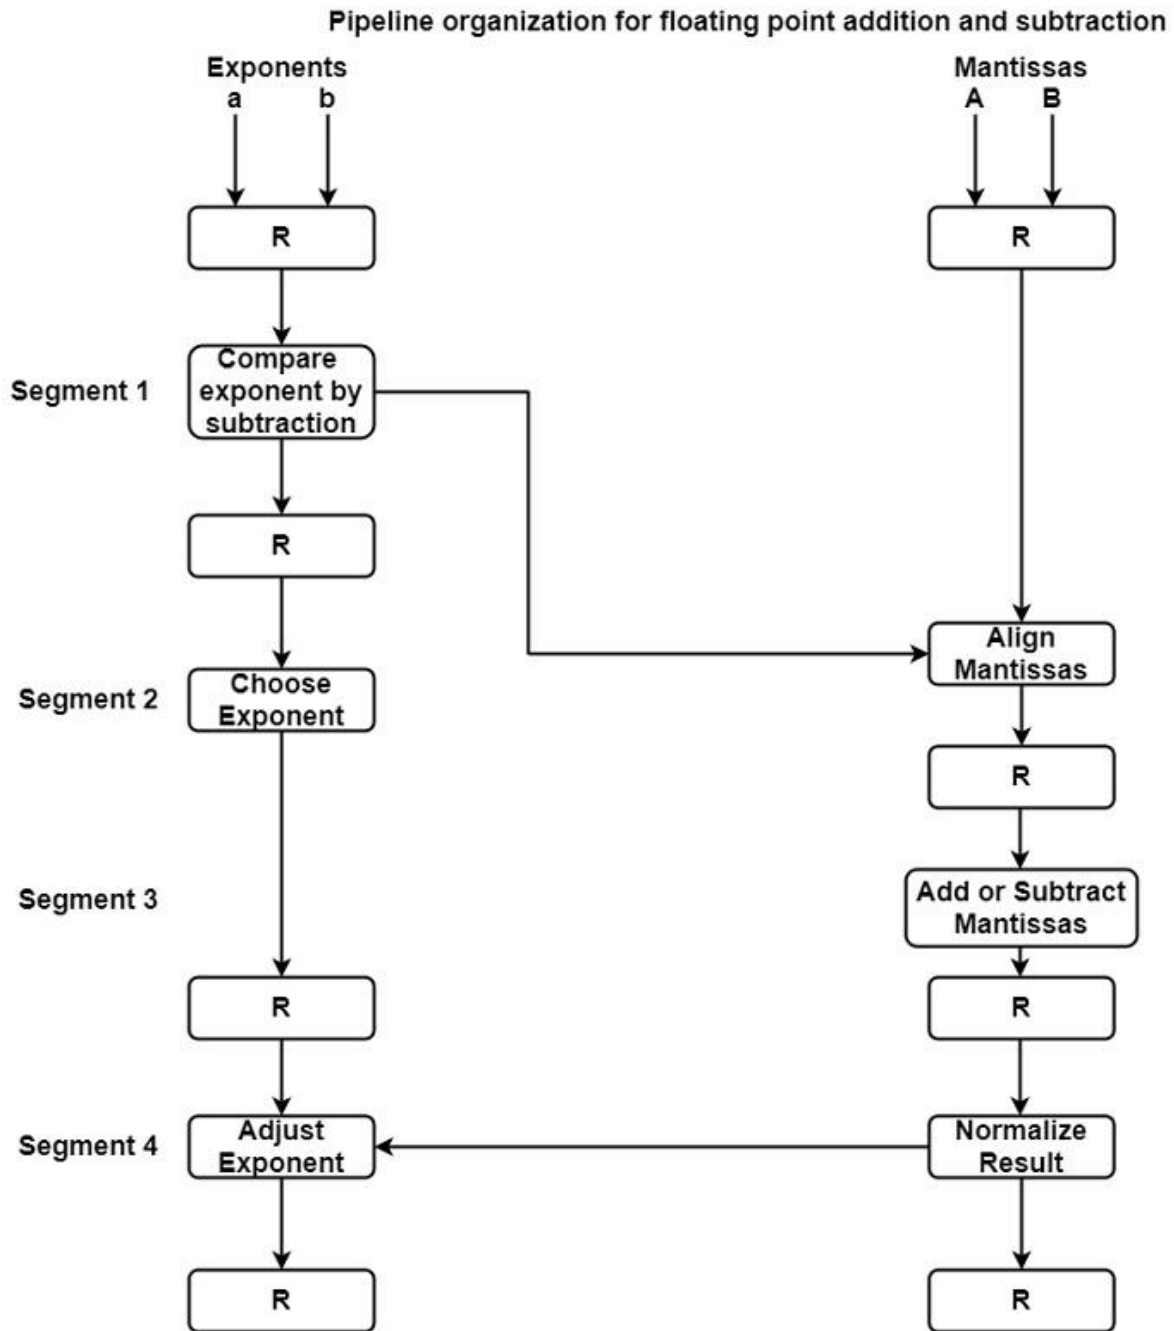 Pipeline organization for floating point addition and subtraction
Exponents
a b
Mantissas
A B
R
R
Segment 1
Compare
exponent by
subtraction
R
Align
Mantissas
Segment 2
Choose
Exponent
R
Segment 3
Add or Subtract
Mantissas
R
R
Segment 4
Adjust
Exponent
Normalize
Result
R
R